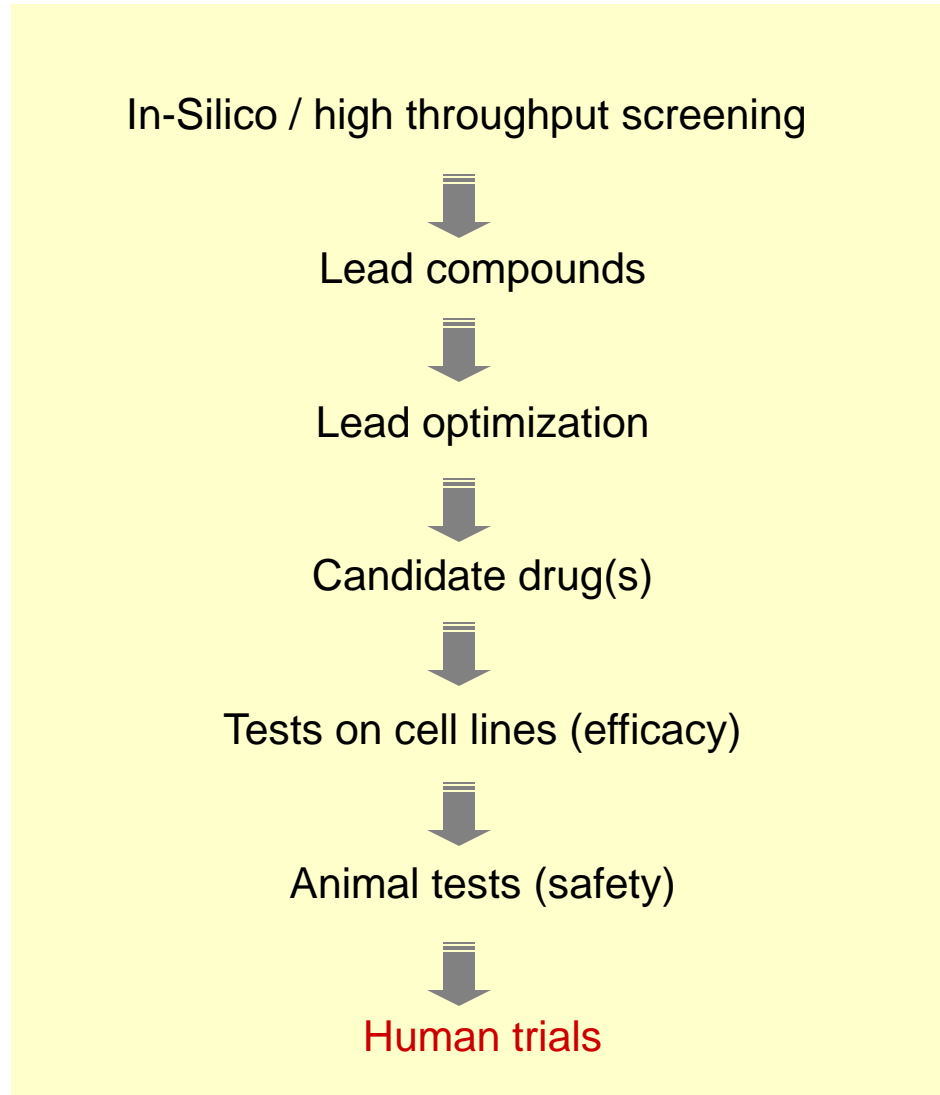 In-Silico / high throughput screening
Lead compounds
Lead optimization
Candidate drug(s)
Tests on cell lines (efficacy)
Animal tests (safety)
Human trials